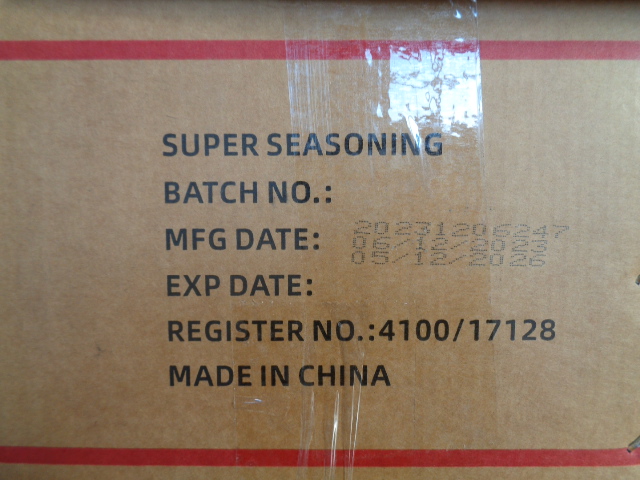 SUPER SEASONING
BATCH NO.:
20231206247
MFG DATE: 06/12/2023
05/12/2026
EXP DATE:
REGISTER NO.:4100/17128
MADE IN CHINA